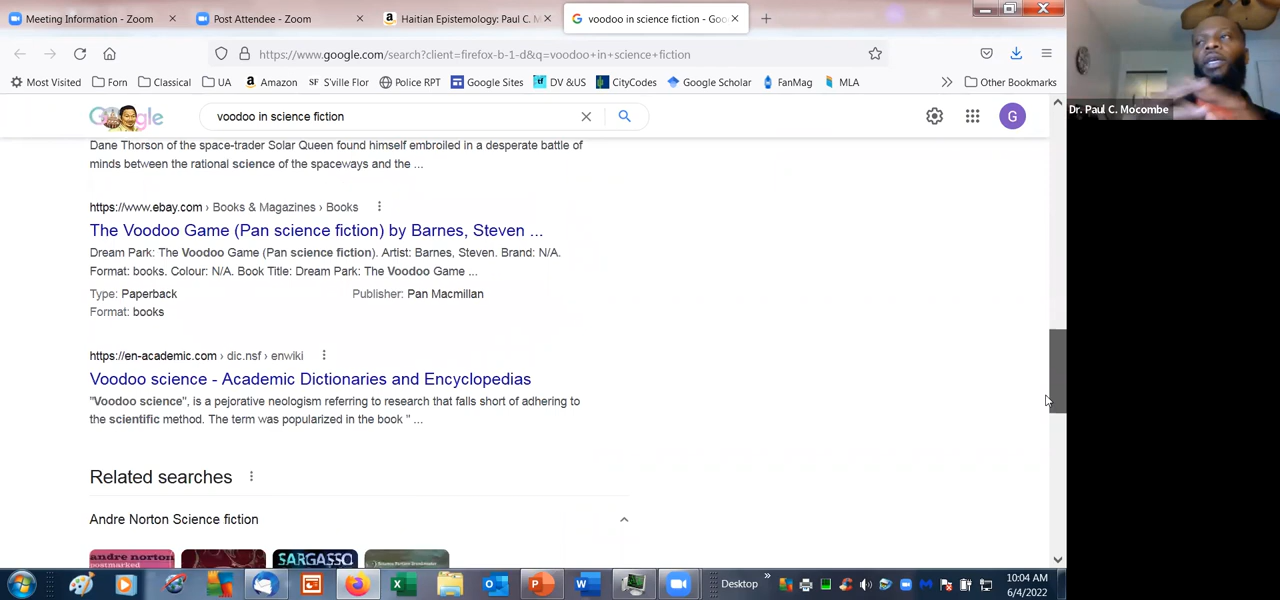 Meeting Information - Zoom
Post Attendee - Zoom
Haitian Epistemology: Paul C. M
voodoo in science fiction - Goo
https://www.google.com/search?client=firefox-b-1-d&q=voodoo+in+science+fiction
Most Visited
Forn
Classical
UA
Amazon
SF S'ville Flor
Police RPT
Google Sites
DV &US
CityCodes
Google Scholar
FanMag
MLA
Other Bookmarks
Dr. Paul C. Mocombe
voodoo in science fiction
G
Dane Thorson of the space-trader Solar Queen found himself embroiled in a desperate battle of
minds between the rational science of the spaceways and the ...
https://www.ebay.com › Books & Magazines › Books
The Voodoo Game (Pan science fiction) by Barnes, Steven ...
Dream Park: The Voodoo Game (Pan science fiction). Artist: Barnes, Steven. Brand: N/A.
Format: books. Colour: N/A. Book Title: Dream Park: The Voodoo Game ...
Type: Paperback
Publisher: Pan Macmillan
Format: books
https://en-academic.com › dic.nsf › enwiki
Voodoo science - Academic Dictionaries and Encyclopedias
"Voodoo science", is a pejorative neologism referring to research that falls short of adhering to
the scientific method. The term was popularized in the book " ...
Related searches
Andre Norton Science fiction
andre norton
postmarked
SARGASSO
Desktop
10:04 AM
6/4/2022